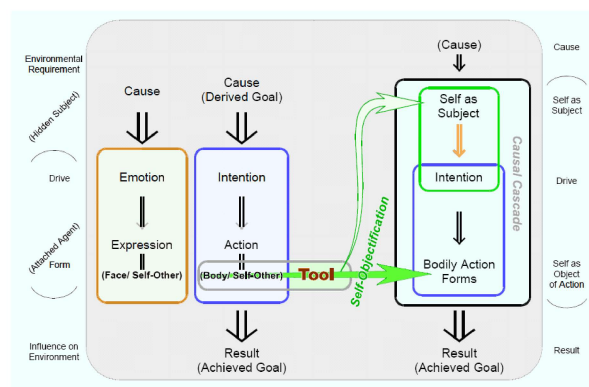 Environmental
Requirement
(Hidden Subject)
Drive
(Attached Agent)
Form
Influence on
Environment
Cause
Emotion
Expression
(Face/ Self-Other)
Cause
(Derived Goal)
Intention
Action
(Body/ Self-Other)
Tool
Result
(Achieved Goal)
Self-Objectification
(Cause)
Self as
Subject
Intention
Bodily Action
Forms
Causal Cascade
Result
(Achieved Goal)
Cause
Self as
Subject
Drive
Self as
Object
of Action
Result